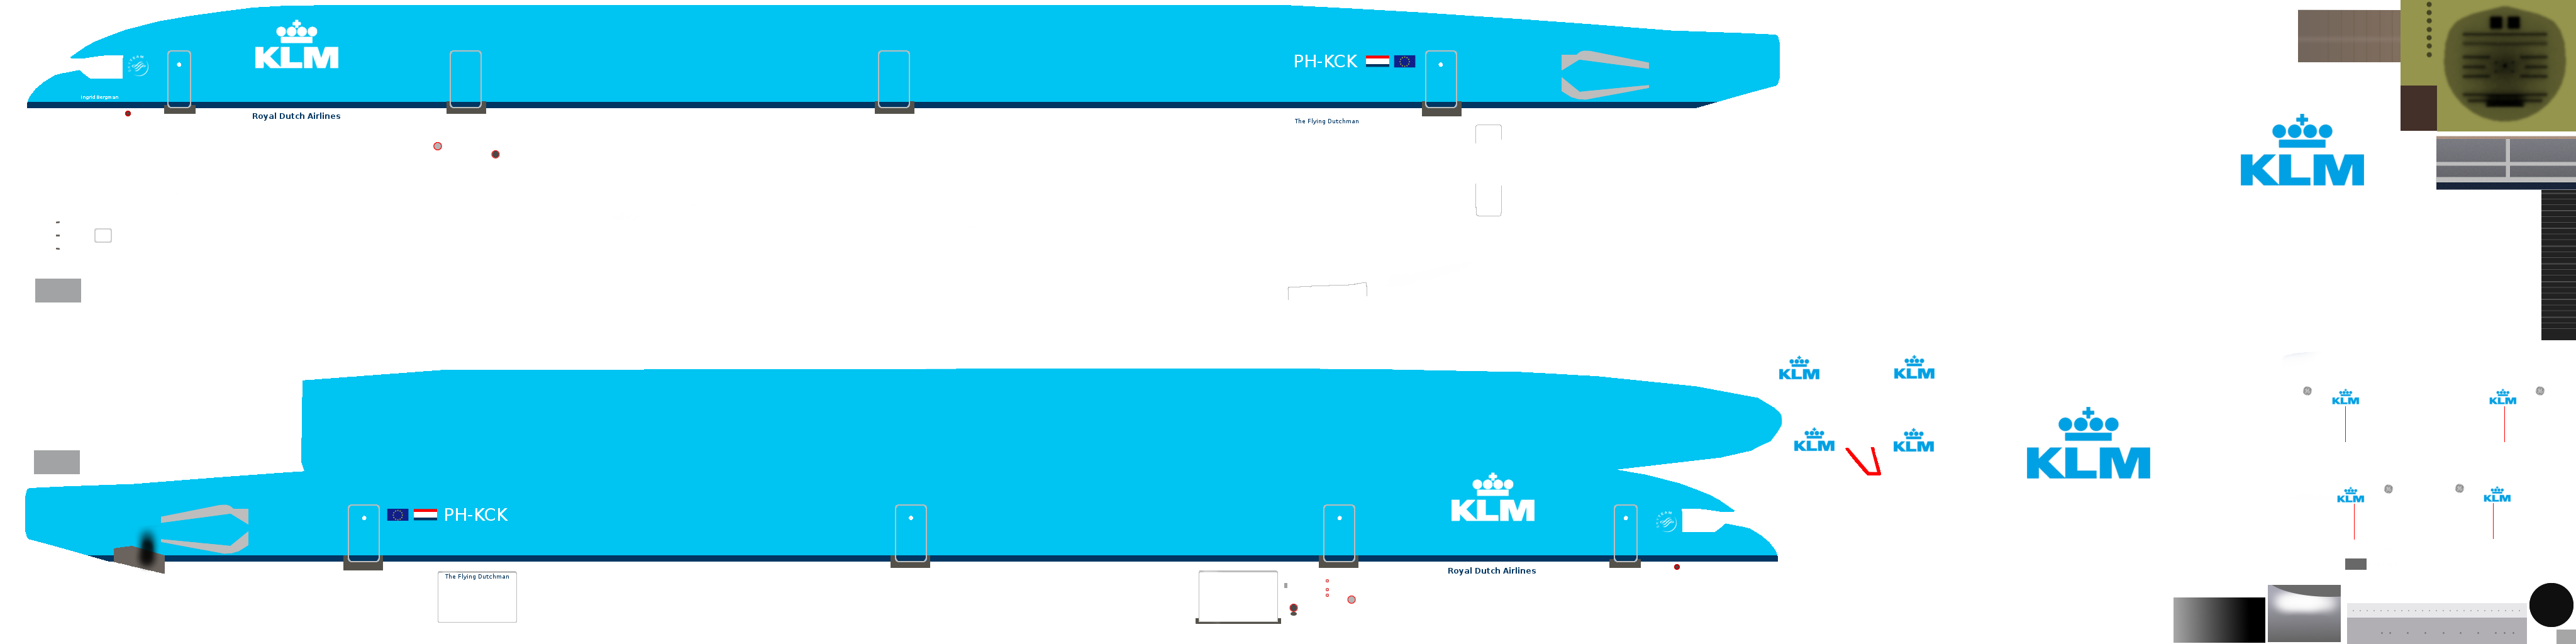 KLM
PH-KCK
Ingrid Bergman
Royal Dutch Airlines
The Flying Dutchman
KLM
KLM
KLM
KLM
KLM
KLM
KLM
KLM
KLM
KLM
KLM
PH-KCK
KLM
The Flying Dutchman
Royal Dutch Airlines